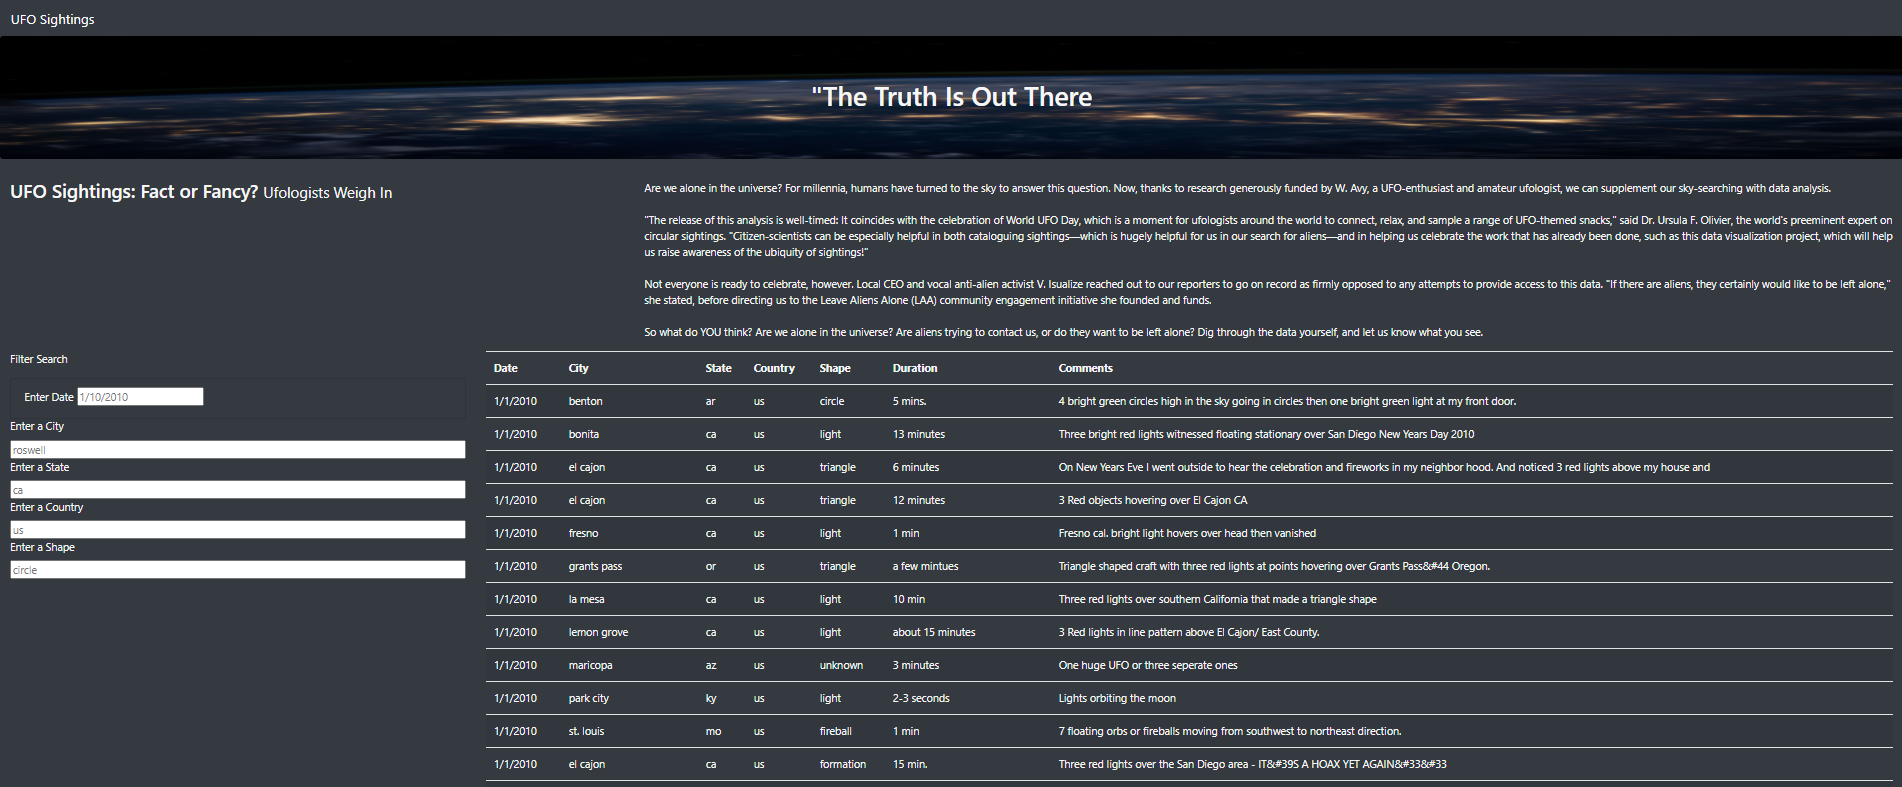 UFO Sightings
"The Truth Is Out There
UFO Sightings: Fact or Fancy? Ufologists Weigh In
Are we alone in the universe? For millennia, humans have turned to the sky to answer this question. Now, thanks to research generously funded by W. Avy, a UFO-enthusiast and amateur ufologist, we can supplement our sky-searching with data analysis.
"The release of this analysis is well-timed: It coincides with the celebration of World UFO Day, which is a moment for ufologists around the world to connect, relax, and sample a range of UFO-themed snacks," said Dr. Ursula F. Olivier, the world's preeminent expert on
circular sightings. "Citizen-scientists can be especially helpful in both cataloguing sightings—which is hugely helpful for us in our search for aliens—and in helping us celebrate the work that has already been done, such as this data visualization project, which will help
us raise awareness of the ubiquity of sightings!"
Not everyone is ready to celebrate, however. Local CEO and vocal anti-alien activist V. Isualize reached out to our reporters to go on record as firmly opposed to any attempts to provide access to this data. "If there are aliens, they certainly would like to be left alone,"
she stated, before directing us to the Leave Aliens Alone (LAA) community engagement initiative she founded and funds.
So what do YOU think? Are we alone in the universe? Are aliens trying to contact us, or do they want to be left alone? Dig through the data yourself, and let us know what you see.
Filter Search
Enter Date 1/10/2010
Enter a City
roswell
Enter a State
ca
Enter a Country
us
Enter a Shape
circle
Date City State Country Shape Duration Comments
1/1/2010 benton ar us circle 5 mins. 4 bright green circles high in the sky going in circles then one bright green light at my front door.
1/1/2010 bonita ca us light 13 minutes Three bright red lights witnessed floating stationary over San Diego New Years Day 2010
1/1/2010 el cajon ca us triangle 6 minutes On New Years Eve I went outside to hear the celebration and fireworks in my neighbor hood. And noticed 3 red lights above my house and
1/1/2010 el cajon ca us triangle 12 minutes 3 Red objects hovering over El Cajon CA
1/1/2010 fresno ca us light 1 min Fresno cal. bright light hovers over head then vanished
1/1/2010 grants pass or us triangle a few mintues Triangle shaped craft with three red lights at points hovering over Grants Pass&#44 Oregon.
1/1/2010 la mesa ca us light 10 min Three red lights over southern California that made a triangle shape
1/1/2010 lemon grove ca us light about 15 minutes 3 Red lights in line pattern above El Cajon/ East County.
1/1/2010 maricopa az us unknown 3 minutes One huge UFO or three seperate ones
1/1/2010 park city ky us light 2-3 seconds Lights orbiting the moon
1/1/2010 st. louis mo us fireball 1 min 7 floating orbs or fireballs moving from southwest to northeast direction.
1/1/2010 el cajon ca us formation 15 min. Three red lights over the San Diego area - IT&#39S A HOAX YET AGAIN&#33&#33